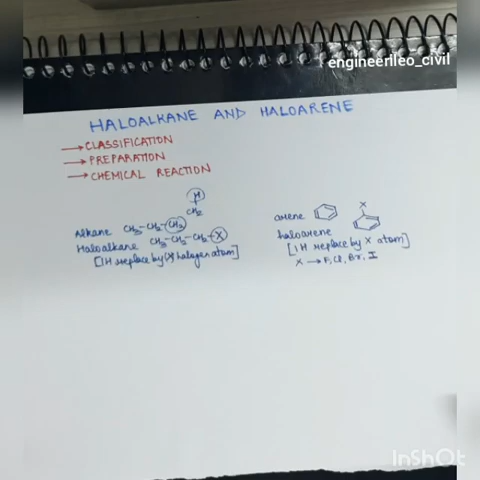 engineerileo_civil
HALOALKANE AND HALOARENE
→ CLASSIFICATION
→ PREPARATION
→ CHEMICAL REACTION
H
CH₂
Alkane CH₃-CH₂-CH₃
Haloalkane CH₃-CH₂-CH₂-X
[1H replace by (X) halogen atom]
X
arene
haloarene
[1H replace by X atom]
X → F, Cl, Br, I
InShOt